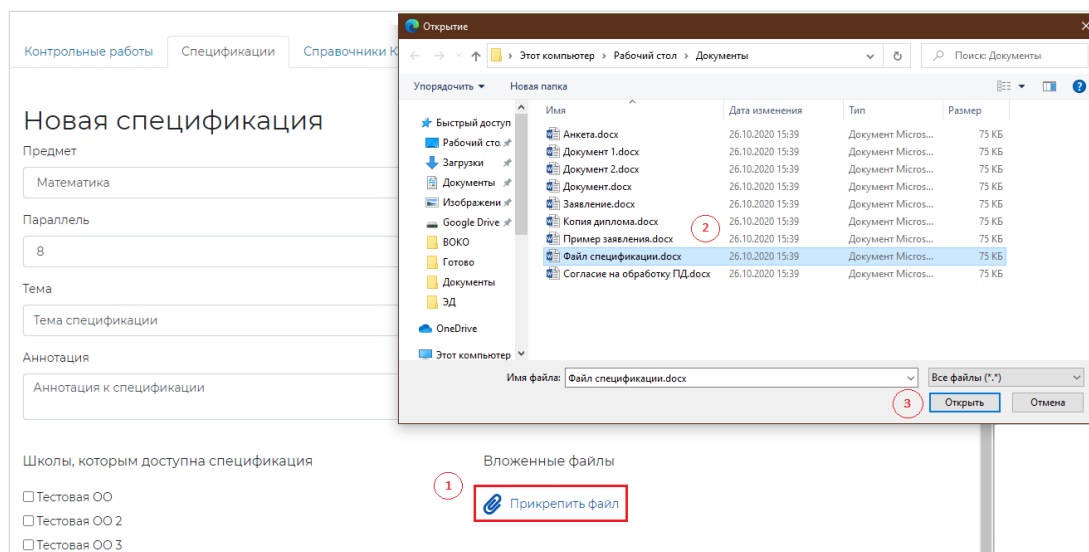 Контрольные работы
Спецификации
Справочники К
Новая спецификация
Предмет
Математика
Параллель
8
Тема
Тема спецификации
Аннотация
Аннотация к спецификации
Школы, которым доступна спецификация
Тестовая ОО
Тестовая ОО 2
Тестовая ОО 3
Вложенные файлы
1
Прикрепить файл
Открытие
Этот компьютер › Рабочий стол › Документы
Поиск: Документы
Упорядочить
Новая папка
Быстрый доступ
Рабочий сто.
Загрузки
Документы
Изображени
Google Drive
ВОКО
Готово
Документы
ЭД
OneDrive
Этот компьютер
Имя Дата изменения Тип Размер
Анкета.docx 26.10.2020 15:39 Документ Micros... 75 КБ
Документ 1.docx 26.10.2020 15:39 Документ Micros... 75 КБ
Документ 2.docx 26.10.2020 15:39 Документ Micros... 75 КБ
Документ.docx 26.10.2020 15:39 Документ Micros... 75 КБ
Заявление.docx 26.10.2020 15:39 Документ Micros... 75 КБ
Копия диплома.docx 26.10.2020 15:39 Документ Micros... 75 КБ
2
Пример заявления.docx 26.10.2020 15:39 Документ Micros... 75 КБ
Файл спецификации.docx 26.10.2020 15:39 Документ Micros... 75 КБ
Согласие на обработку ПД.docx 26.10.2020 15:39 Документ Micros... 75 КБ
Имя файла: Файл спецификации.docx
Все файлы (*.*)
3
Открыть
Отмена